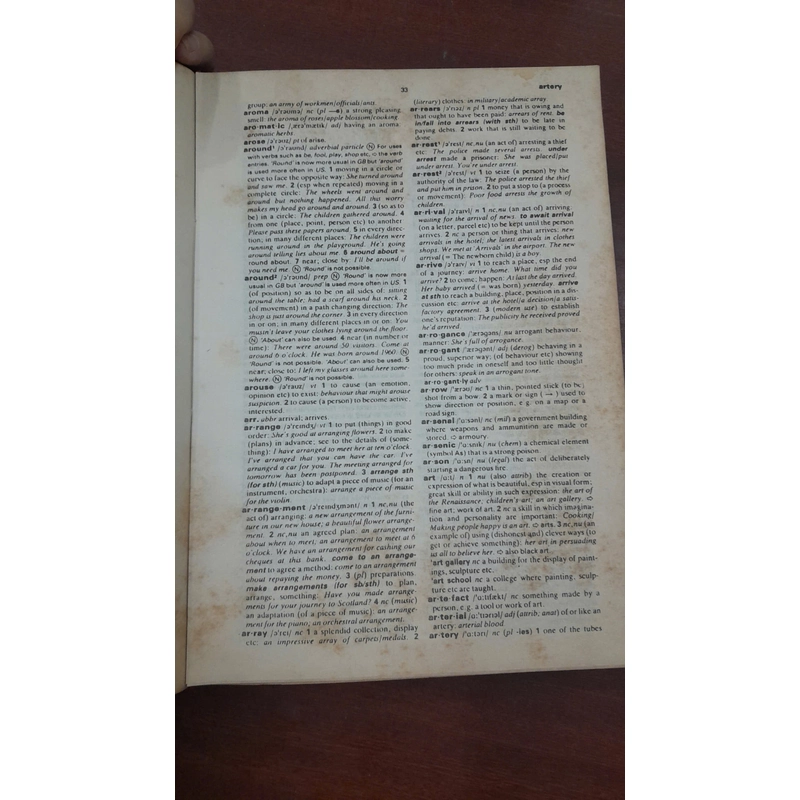 33
artery
group: an army of workmen/officials/ants.
aroma /ə'rəʊmə/ nc (pl —s) a strong pleasing
smell: the aroma of roses/apple blossom/cooking.
aro·mat·ic /ˌærə'mætɪk/ adj having an aroma:
aromatic herbs.
arose /ə'rəʊz/ pt of arise.
around¹ /ə'raʊnd/ adverbial particle Ⓝ For uses
with verbs such as be, foot, play, shop etc, ⇨ the verb
entries. 'Round' is now more usual in GB but 'around'
is used more often in US. 1 moving in a circle or
curve to face the opposite way: She turned around
and saw me. 2 (esp when repeated) moving in a
complete circle: The wheels went around and
around but nothing happened. All this worry
makes my head go around and around. 3 (so as to
be) in a circle: The children gathered around. 4
from one (place, point, person etc) to another:
Please pass these papers around. 5 in every direc-
tion; in many different places: The children were
running around in the playground. He's going
around telling lies about me. 6 around about =
round about. 7 near; close by: I'll be around if
you need me. Ⓝ 'Round' is not possible.
around² /ə'raʊnd/ prep Ⓝ 'Round' is now more
usual in GB but 'around' is used more often in US. 1
(of position) so as to be on all sides of: sitting
around the table; had a scarf around his neck. 2
(of movement) in a path changing direction: The
shop is just around the corner. 3 in every direction
in or on; in many different places in or on: You
mustn't leave your clothes lying around the floor.
Ⓝ 'About' can also be used. 4 near (in number or
time): There were around 50 visitors. Come at
around 6 o'clock. He was born around 1960. Ⓝ
'Round' is not possible. 'About' can also be used. 5
near; close to: I left my glasses around here some-
where. Ⓝ 'Round' is not possible.
arouse /ə'raʊz/ vt 1 to cause (an emotion,
opinion etc) to exist: behaviour that might arouse
suspicion. 2 to cause (a person) to become active,
interested.
arr. abbr arrival; arrives.
ar·range /ə'reɪndʒ/ vt 1 to put (things) in good
order: She's good at arranging flowers. 2 to make
(plans) in advance; see to the details of (some-
thing): I have arranged to meet her at ten o'clock.
I've arranged that you can have the car. I've
arranged a car for you. The meeting arranged for
tomorrow has been postponed. 3 arrange sth
(for sth) (music) to adapt a piece of music (for an
instrument, orchestra): arrange a piece of music
for the violin.
ar·range·ment /ə'reɪndʒmənt/ n 1 nc,nu (the
act of) arranging: a new arrangement of the furni-
ture in our new house; a beautiful flower arrange-
ment. 2 nc,nu an agreed plan: an arrangement
about when to meet; an arrangement to meet at 6
o'clock. We have an arrangement for cashing our
cheques at this bank. come to an arrange-
ment to agree a method: come to an arrangement
about repaying the money. 3 (pl) preparations.
make arrangements (for sb/sth) to plan,
arrange, something: Have you made arrange-
ments for your journey to Scotland? 4 nc (music)
an adaptation (of a piece of music): an arrange-
ment for the piano; an orchestral arrangement.
ar·ray /ə'reɪ/ nc 1 a splendid collection, display
etc: an impressive array of carpets/medals. 2
(literary) clothes: in military/academic array.
ar·rears /ə'rɪəz/ n pl 1 money that is owing and
that ought to have been paid: arrears of rent. be
in/fall into arrears (with sth) to be late in
paying debts. 2 work that is still waiting to be
done.
ar·rest¹ /ə'rest/ nc,nu (an act of) arresting a thief
etc: The police made several arrests. under
arrest made a prisoner: She was placed/put
under arrest. You're under arrest.
ar·rest² /ə'rest/ vt 1 to seize (a person) by the
authority of the law: The police arrested the thief
and put him in prison. 2 to put a stop to (a process
or movement): Poor food arrests the growth of
children.
ar·ri·val /ə'raɪvl/ n 1 nc,nu (an act of) arriving:
waiting for the arrival of news. to await arrival
(on a letter, parcel etc) to be kept until the person
arrives. 2 nc a person or thing that arrives: new
arrivals in the hotel; the latest arrivals in clothes
shops. We met at 'Arrivals' in the airport. The new
arrival (= The newborn child) is a boy.
ar·rive /ə'raɪv/ vi 1 to reach a place, esp the end
of a journey: arrive home. What time did you
arrive? 2 to come; happen: At last the day arrived.
Her baby arrived (= was born) yesterday. arrive
at sth to reach a building, place, position in a dis-
cussion etc: arrive at the hotel/a decision/a satis-
factory agreement. 3 (modern use) to establish
one's reputation: The publicity he received proved
he'd arrived.
ar·ro·gance /'ærəgəns/ nu arrogant behaviour,
manner: She's full of arrogance.
ar·ro·gant /'ærəgənt/ adj (derog) behaving in a
proud, superior way; (of behaviour etc) showing
too much pride in oneself and too little thought
for others: speak in an arrogant tone.
ar·ro·gant·ly adv
ar·row /'ærəʊ/ nc 1 a thin, pointed stick (to be)
shot from a bow. 2 a mark or sign (→) used to
show direction or position, e.g. on a map or a
road sign.
ar·senal /'ɑ:sənl/ nc (mil) a government building
where weapons and ammunition are made or
stored. ⇨ armoury.
ar·senic /'ɑ:snɪk/ nu (chem) a chemical element
(symbol As) that is a strong poison.
ar·son /'ɑ:sn/ nu (legal) the act of deliberately
starting a dangerous fire.
art /ɑ:t/ n 1 nu (also attrib) the creation or
expression of what is beautiful, esp in visual form;
great skill or ability in such expression: the art of
the Renaissance; children's art; an art gallery. ⇨
fine art, work of art. 2 nc a skill in which imagina-
tion and personality are important: Cooking/
Making people happy is an art. ⇨ arts. 3 nc,nu (an
example of) using (dishonest and) clever ways (to
get or achieve something): her art in persuading
us all to believe her. ⇨ also black art.
'art gallery nc a building for the display of paint-
ings, sculpture etc.
'art school nc a college where painting, sculp-
ture etc are taught.
ar·te·fact /'ɑ:tɪfækt/ nc something made by a
person, e.g. a tool or work of art.
ar·ter·ial /ɑ:'tɪərɪəl/ adj (attrib, anat) of or like an
artery: arterial blood.
ar·tery /'ɑ:tərɪ/ nc (pl -ies) 1 one of the tubes